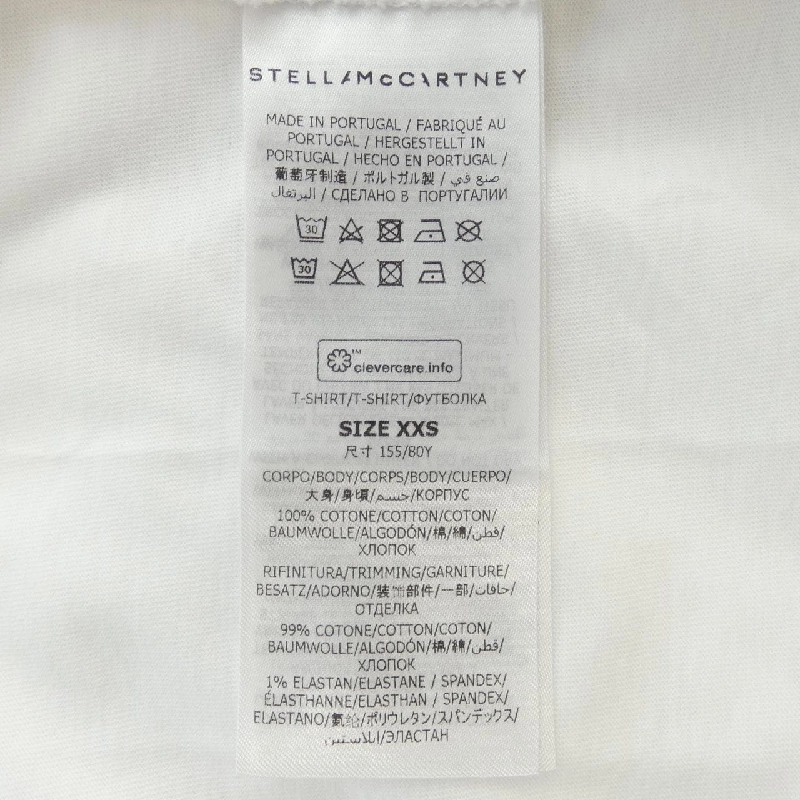 STELLAMcCARTNEY
MADE IN PORTUGAL / FABRIQUÉ AU
PORTUGAL / HERGESTELLT IN
PORTUGAL / HECHO EN PORTUGAL /
葡萄牙制造 / ポルトガル製 / صنع في
البرتغال / СДЕЛАНО В ПОРТУГАЛИИ
30
30
™
clevercare.info
T-SHIRT/T-SHIRT/ФУТБОЛКА
SIZE XXS
尺寸 155/80Y
CORPO/BODY/CORPS/BODY/CUERPO/
大身/身頃/جسم/КОРПУС
100% COTONE/COTTON/COTON/
BAUMWOLLE/ALGODÓN/棉/綿/قطن/
ХЛОПОК
RIFINITURA/TRIMMING/GARNITURE/
BESATZ/ADORNO/装饰部件/一部/حافات/
ОТДЕЛКА
99% COTONE/COTTON/COTON/
BAUMWOLLE/ALGODÓN/棉/綿/قطن/
ХЛОПОК
1% ELASTAN/ELASTANE / SPANDEX/
ÉLASTHANNE/ELASTHAN / SPANDEX/
ELASTANO/氨纶/ポリウレタン/スパンデックス/
إيلاستين/ЭЛАСТАН